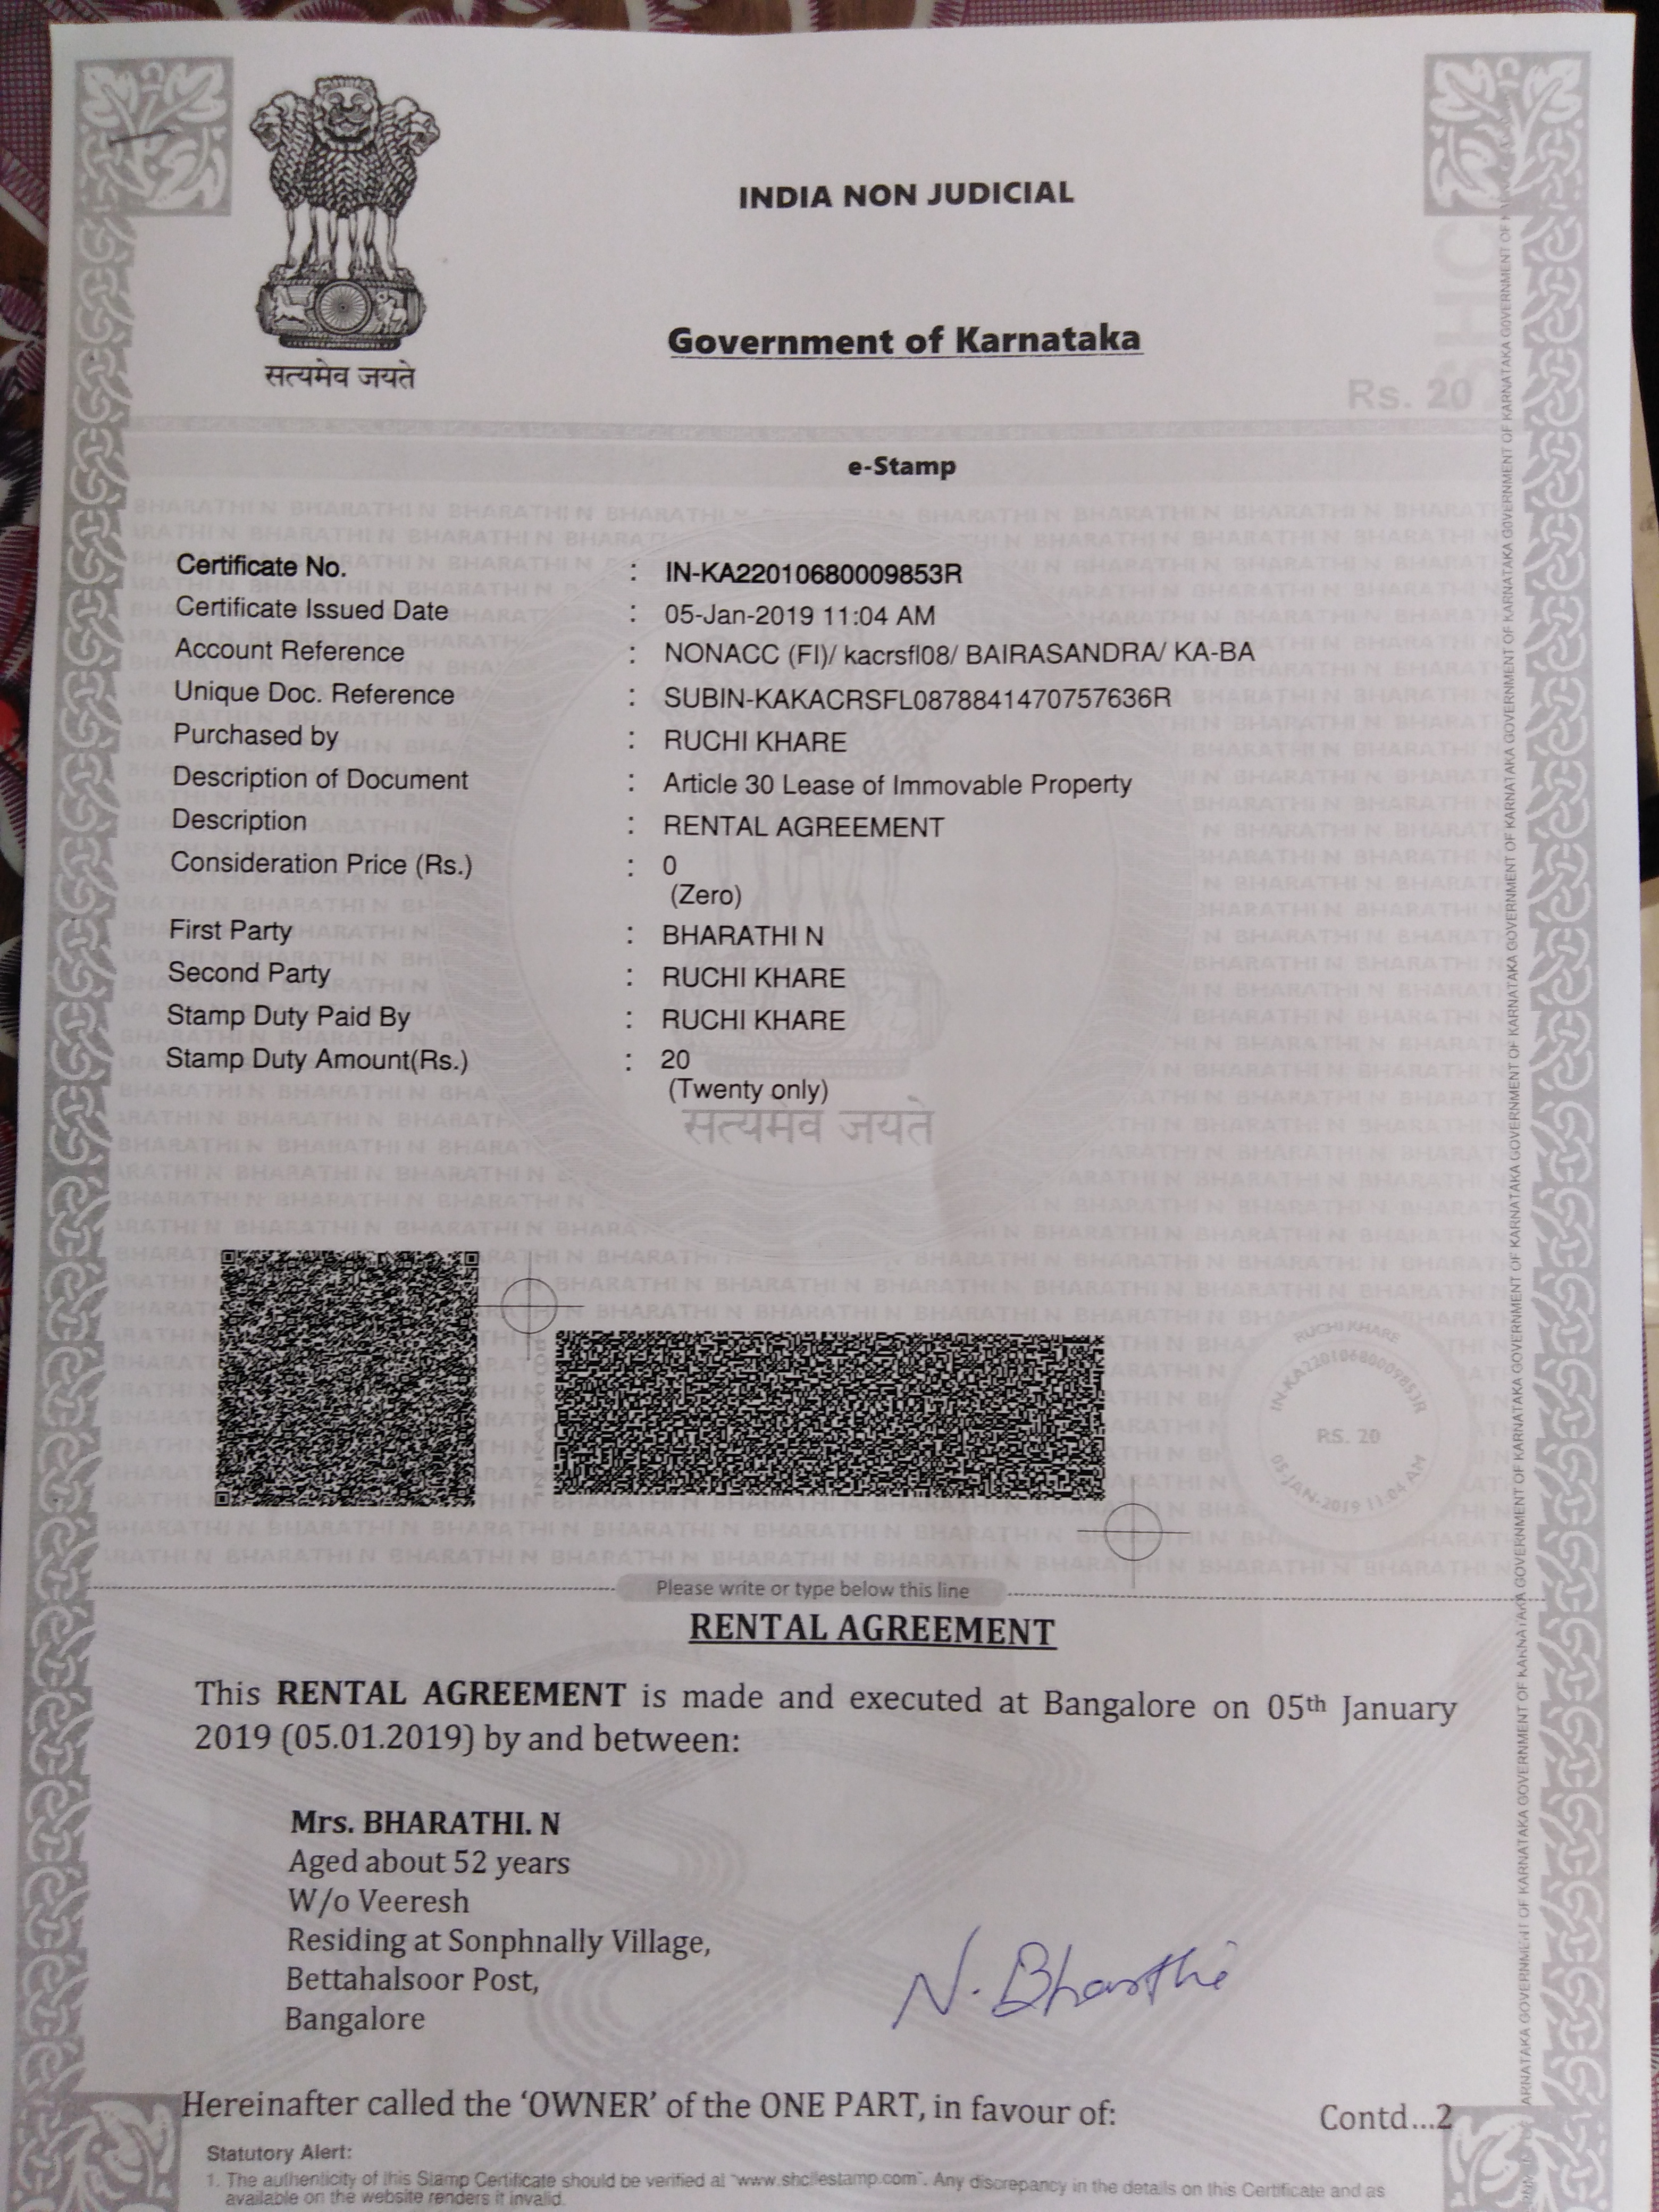 INDIA NON JUDICIAL
Government of Karnataka
सत्यमेव जयते
Rs. 20
e-Stamp
Certificate No. : IN-KA22010680009853R
Certificate Issued Date : 05-Jan-2019 11:04 AM
Account Reference : NONACC (FI)/ kacrsfl08/ BAIRASANDRA/ KA-BA
Unique Doc. Reference : SUBIN-KAKACRSFL0878841470757636R
Purchased by : RUCHI KHARE
Description of Document : Article 30 Lease of Immovable Property
Description : RENTAL AGREEMENT
Consideration Price (Rs.) : 0
(Zero)
First Party : BHARATHI N
Second Party : RUCHI KHARE
Stamp Duty Paid By : RUCHI KHARE
Stamp Duty Amount(Rs.) : 20
(Twenty only)
सत्यमेव जयते
RUCHI KHARE
IN-KA22010680009853R
RS. 20
05-JAN-2019 11:04 AM
Please write or type below this line
RENTAL AGREEMENT
This RENTAL AGREEMENT is made and executed at Bangalore on 05th January
2019 (05.01.2019) by and between:
Mrs. BHARATHI. N
Aged about 52 years
W/o Veeresh
Residing at Sonphnally Village,
Bettahalsoor Post,
Bangalore
N. Bharathi
Hereinafter called the ‘OWNER’ of the ONE PART, in favour of:
Contd...2
Statutory Alert:
1. The authenticity of this Stamp Certificate should be verified at "www.shcilestamp.com". Any discrepancy in the details on this Certificate and as
available on the website renders it invalid.